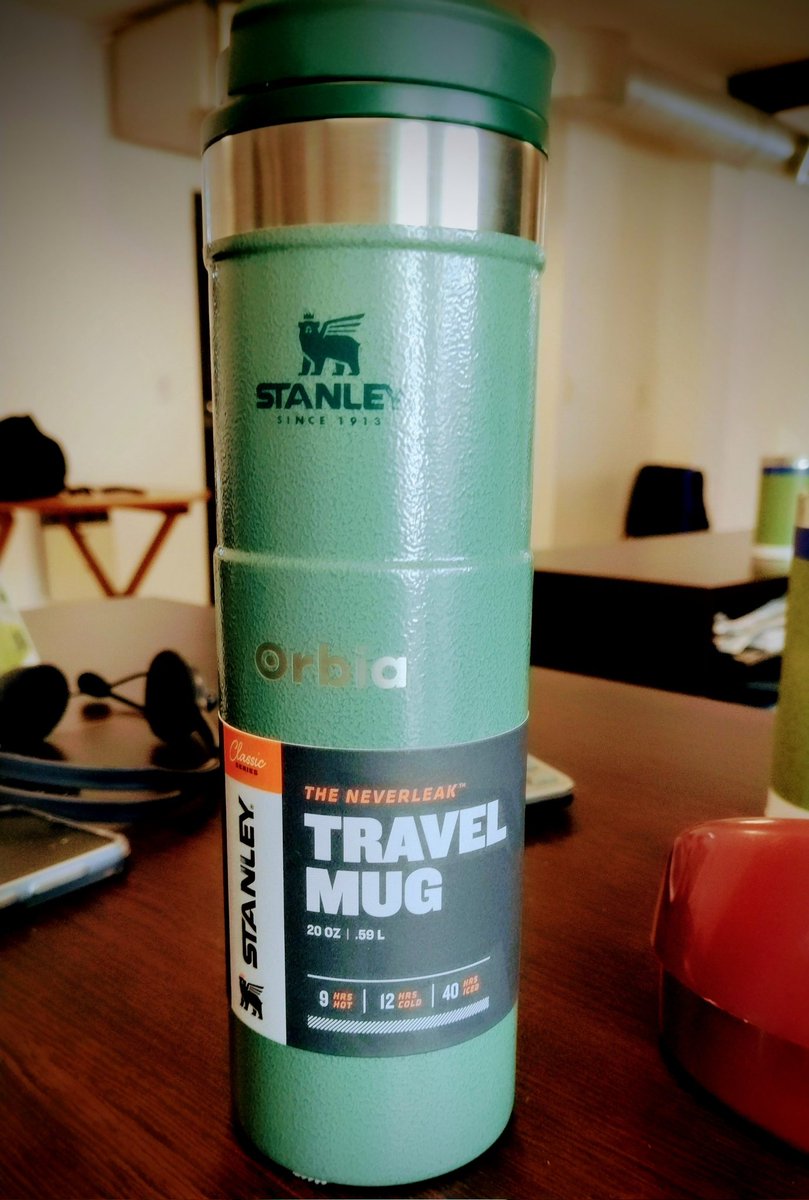 STANLEY
SINCE 1913
Orbia
Classic
SERIES
STANLEY®
THE NEVERLEAK™
TRAVEL
MUG
20 OZ | .59 L
9 HRS HOT | 12 HRS COLD | 40 HRS ICED